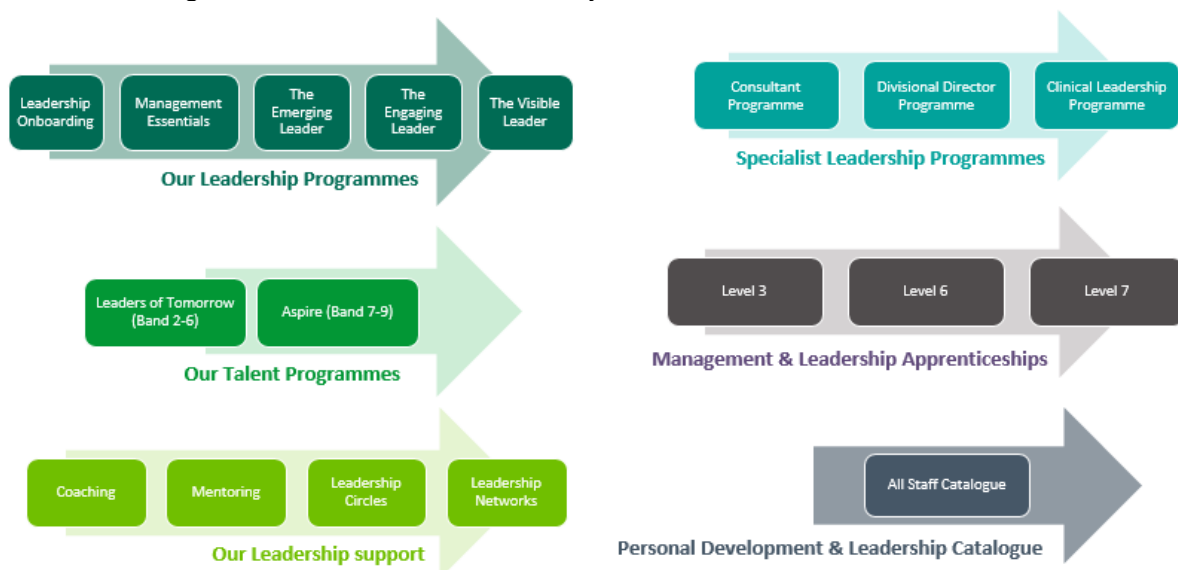 Leadership
Onboarding
Management
Essentials
The
Emerging
Leader
The
Engaging
Leader
The Visible
Leader
Our Leadership Programmes
Consultant
Programme
Divisional Director
Programme
Clinical Leadership
Programme
Specialist Leadership Programmes
Leaders of Tomorrow
(Band 2-6)
Aspire (Band 7-9)
Our Talent Programmes
Level 3
Level 6
Level 7
Management & Leadership Apprenticeships
Coaching
Mentoring
Leadership
Circles
Leadership
Networks
Our Leadership support
All Staff Catalogue
Personal Development & Leadership Catalogue